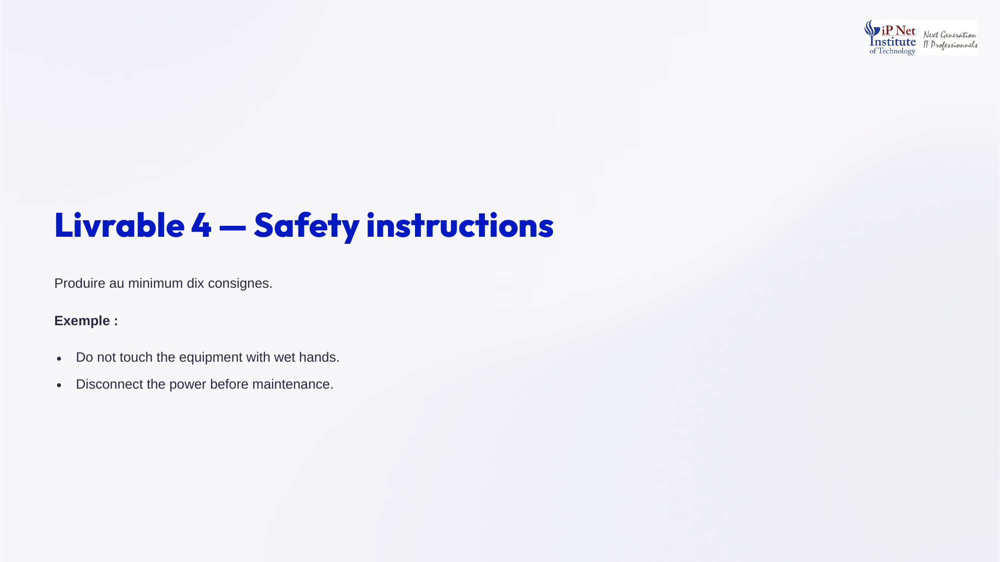 iP Net
Institute
of Technology
Next Generation
IT Professionnels
Livrable 4 — Safety instructions
Produire au minimum dix consignes.
Exemple :
• Do not touch the equipment with wet hands.
• Disconnect the power before maintenance.